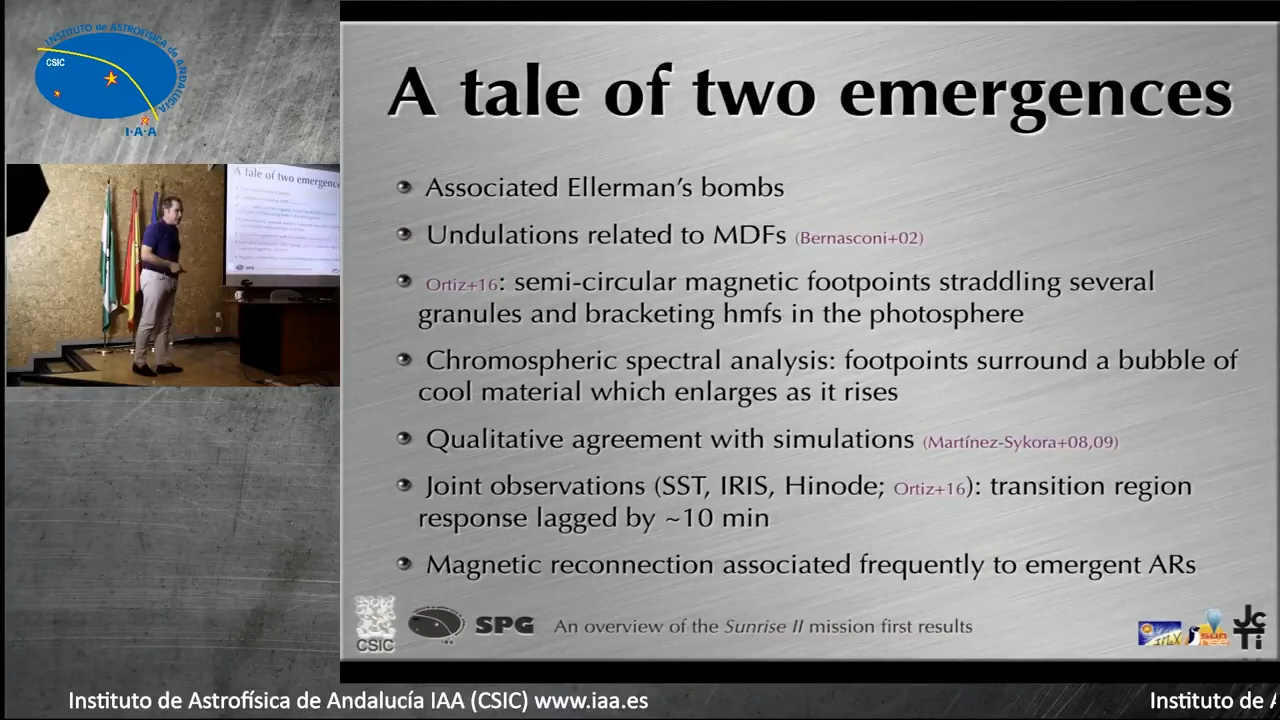 INSTITUTO de ASTROFÍSICA de ANDALUCÍA
CSIC
I·A·A
A tale of two emergences
Associated Ellerman's bombs
Undulations related to MDFs (Bernasconi+02)
Ortiz+16: semi-circular magnetic footpoints straddling several
granules and bracketing hmfs in the photosphere
Chromospheric spectral analysis: footpoints surround a bubble of
cool material which enlarges as it rises
Qualitative agreement with simulations (Martínez-Sykora+08,09)
Joint observations (SST, IRIS, Hinode; Ortiz+16): transition region
response lagged by ~10 min
Magnetic reconnection associated frequently to emergent ARs
CSIC
SPG
An overview of the Sunrise II mission first results
A tale of two emergence
SPG
Instituto de Astrofísica de Andalucía IAA (CSIC) www.iaa.es
Instituto de A